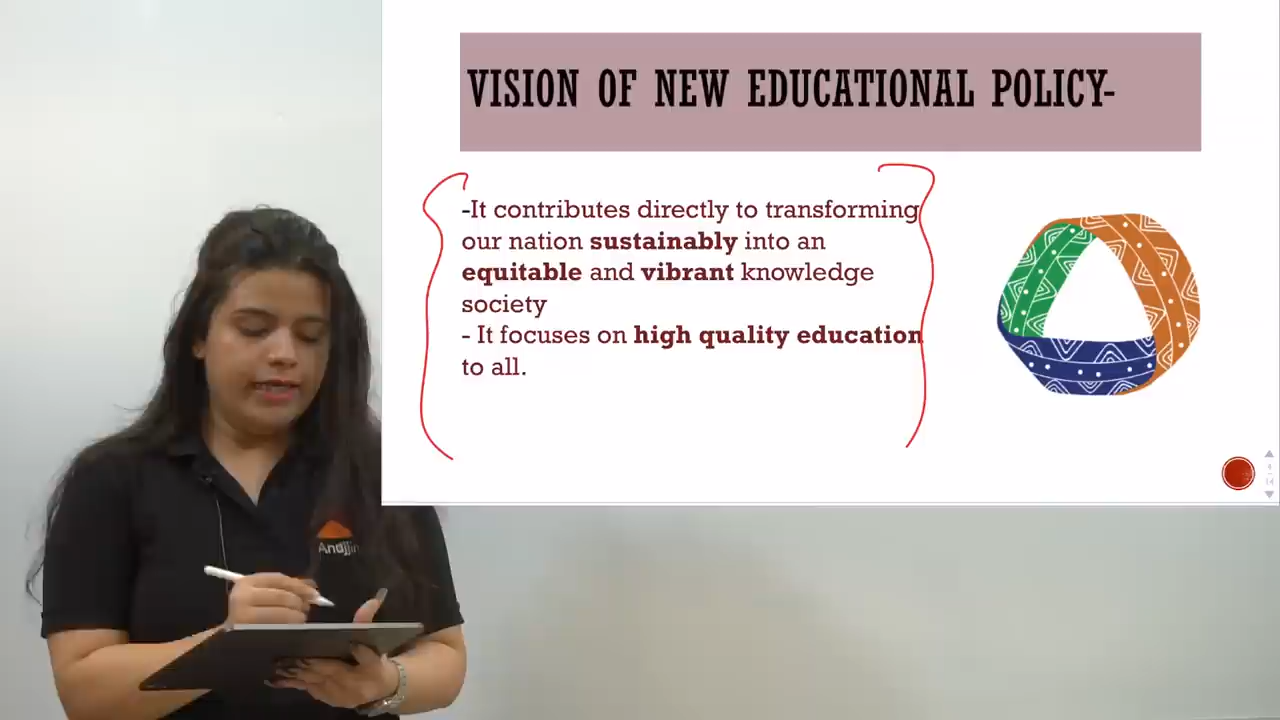 VISION OF NEW EDUCATIONAL POLICY-
-It contributes directly to transforming
our nation sustainably into an
equitable and vibrant knowledge
society
- It focuses on high quality education
to all.